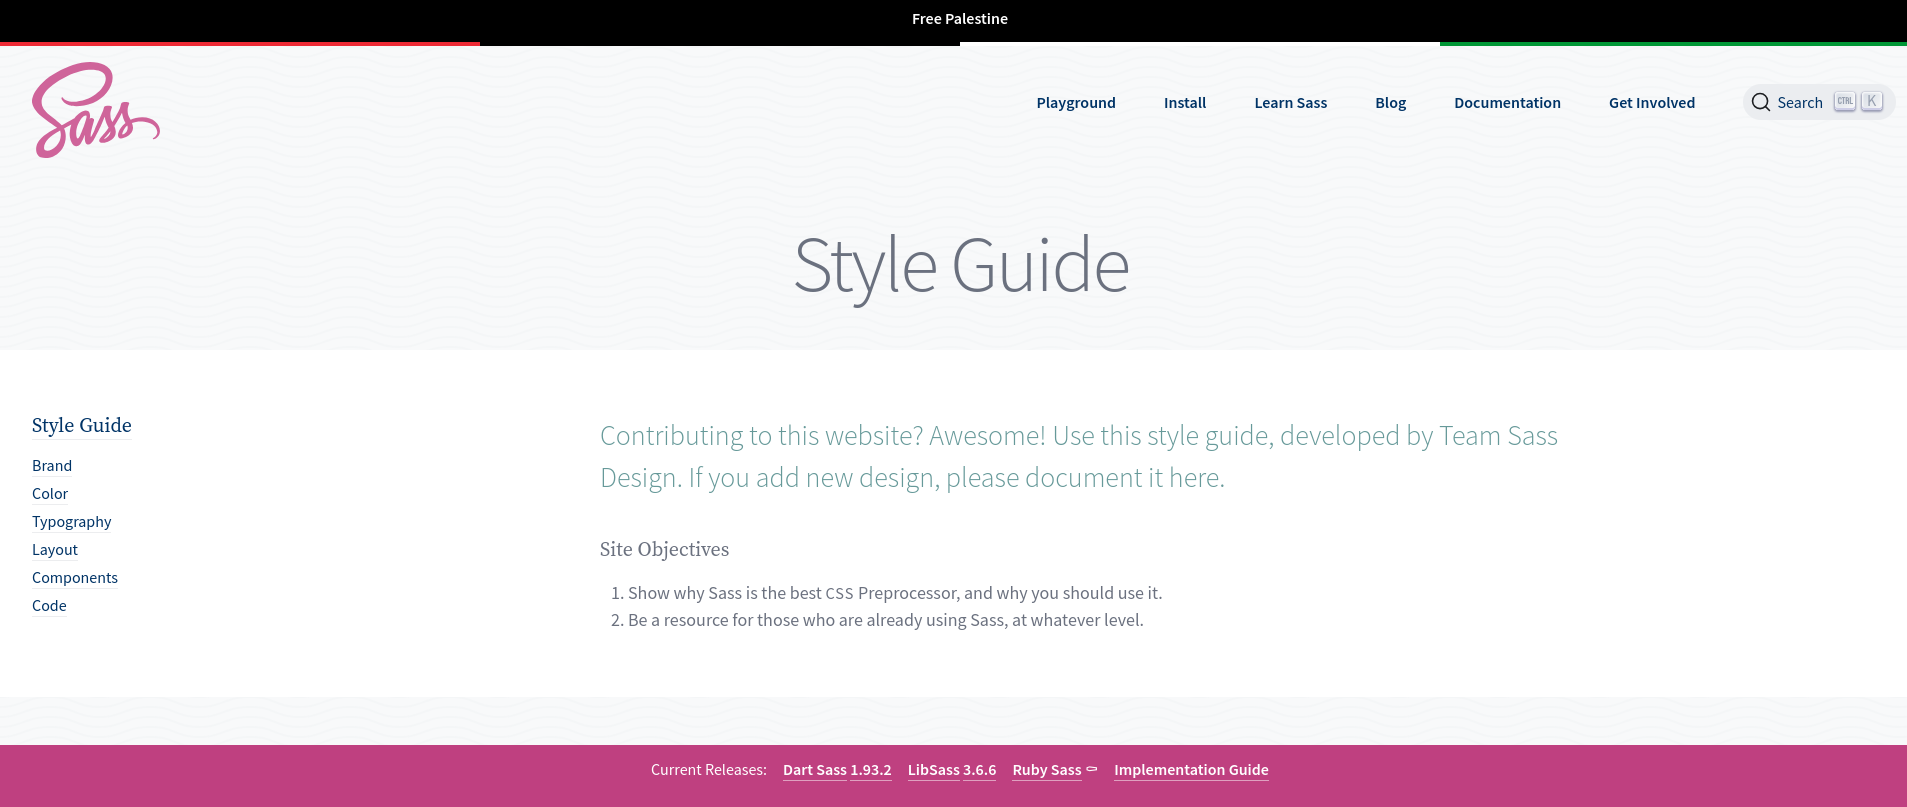 Free Palestine
Sass
Playground Install Learn Sass Blog Documentation Get Involved Search CTRL K
Style Guide
Style Guide
Brand
Color
Typography
Layout
Components
Code
Contributing to this website? Awesome! Use this style guide, developed by Team Sass
Design. If you add new design, please document it here.
Site Objectives
1. Show why Sass is the best CSS Preprocessor, and why you should use it.
2. Be a resource for those who are already using Sass, at whatever level.
Current Releases: Dart Sass 1.93.2 LibSass 3.6.6 Ruby Sass ⚰ Implementation Guide